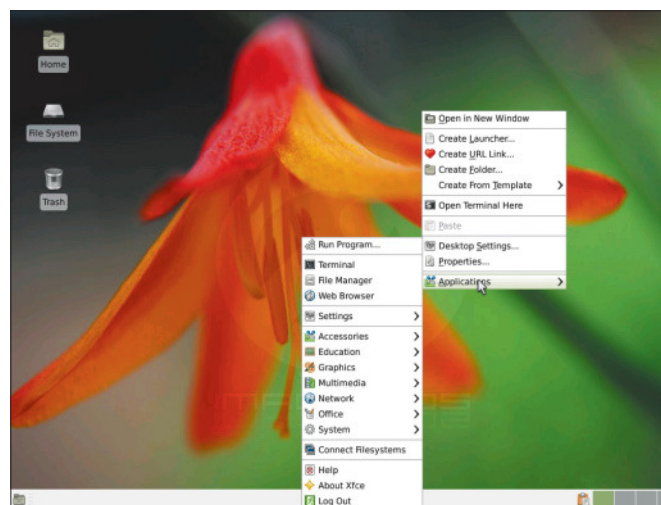 Home
File System
Trash
Open in New Window
Create Launcher...
Create URL Link...
Create Folder...
Create From Template
Open Terminal Here
Paste
Desktop Settings...
Properties...
Applications
Run Program...
Terminal
File Manager
Web Browser
Settings
Accessories
Education
Graphics
Multimedia
Network
Office
System
Connect Filesystems
Help
About Xfce
Log Out